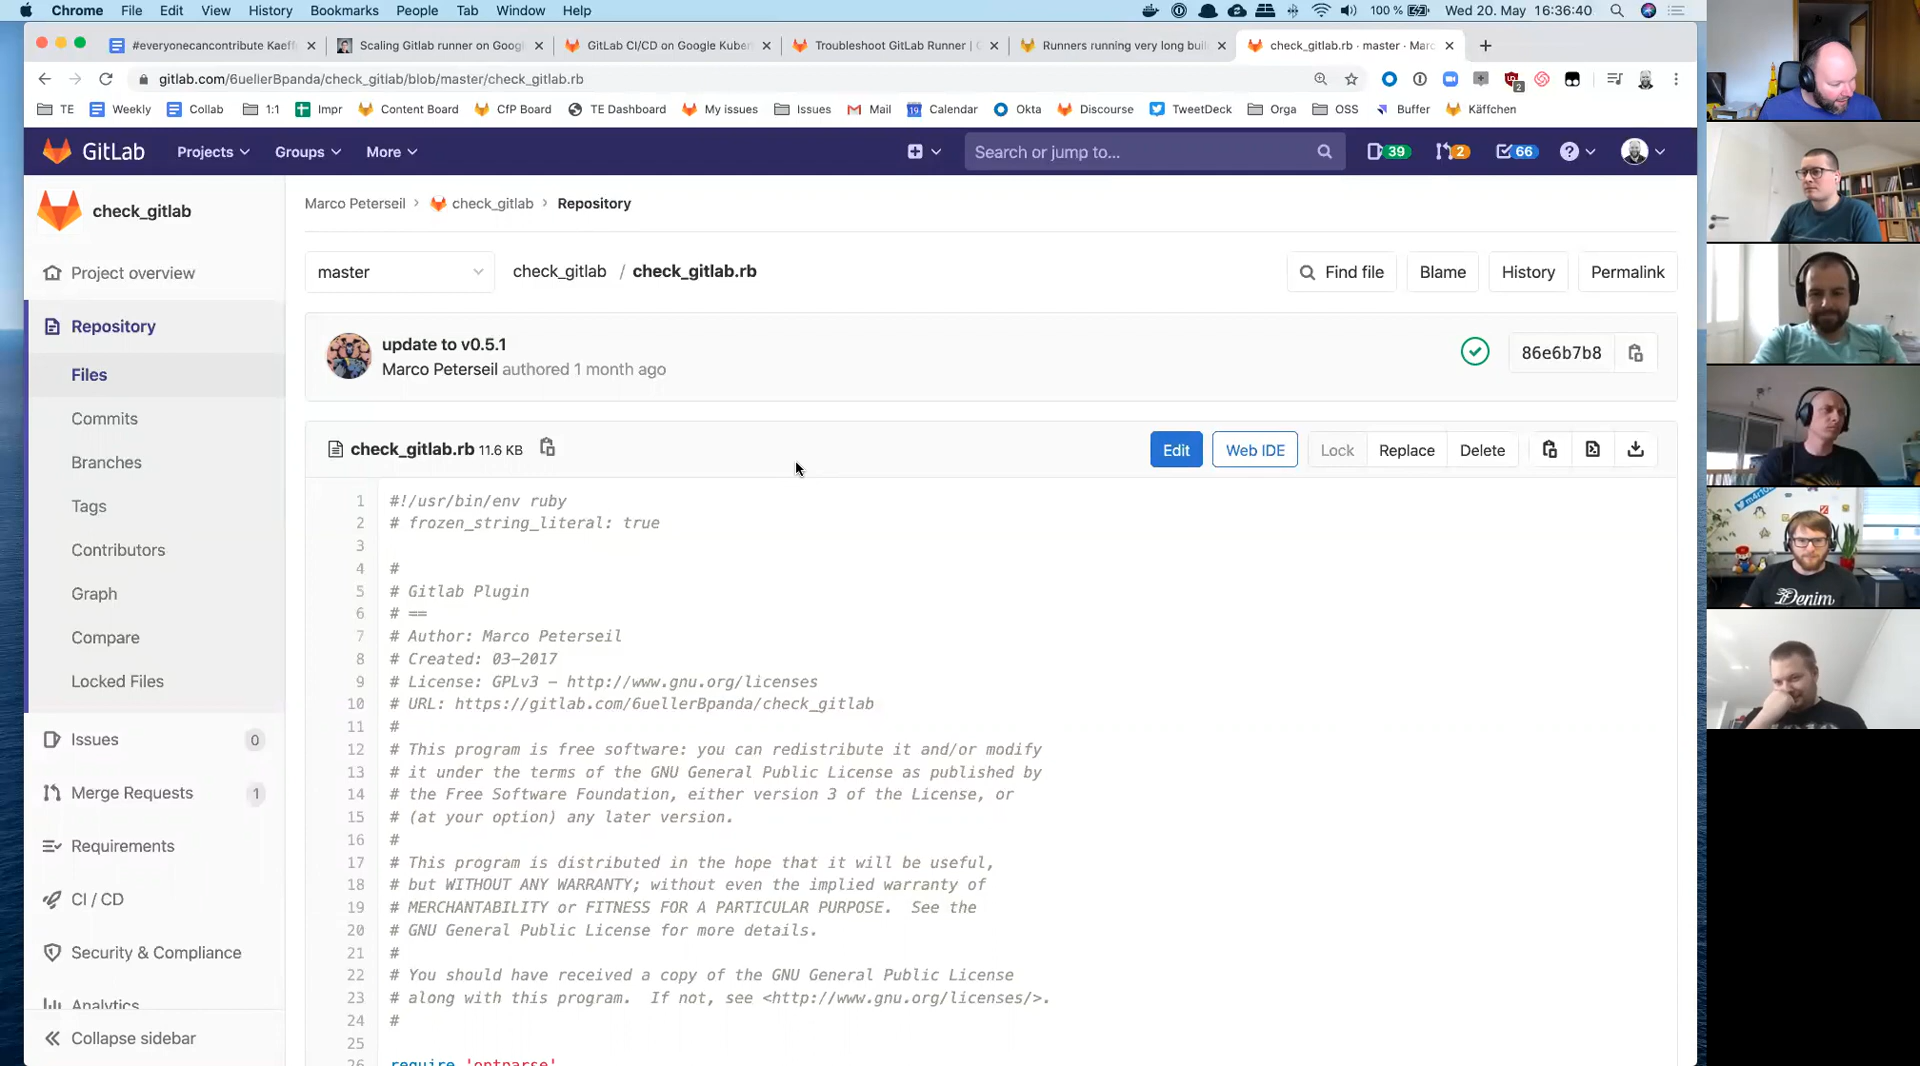 Chrome File Edit View History Bookmarks People Tab Window Help 100 % Wed 20. May 16:36:40
#everyonecancontribute Kaeff
Scaling Gitlab runner on Googl
GitLab CI/CD on Google Kuber
Troubleshoot GitLab Runner |
Runners running very long buil
check_gitlab.rb · master · Marc
gitlab.com/6uellerBpanda/check_gitlab/blob/master/check_gitlab.rb
2
TE Weekly Collab 1:1 Impr Content Board CfP Board TE Dashboard My issues Issues Mail Calendar Okta Discourse TweetDeck Orga OSS Buffer Käffchen
GitLab Projects Groups More Search or jump to... 39 2 66
check_gitlab
Project overview
Repository
Files
Commits
Branches
Tags
Contributors
Graph
Compare
Locked Files
Issues 0
Merge Requests 1
Requirements
CI / CD
Security & Compliance
Analytics
Collapse sidebar
Marco Peterseil › check_gitlab › Repository
master check_gitlab / check_gitlab.rb Find file Blame History Permalink
update to v0.5.1
Marco Peterseil authored 1 month ago
86e6b7b8
check_gitlab.rb 11.6 KB Edit Web IDE Lock Replace Delete
1 #!/usr/bin/env ruby
2 # frozen_string_literal: true
3
4 #
5 # Gitlab Plugin
6 # ==
7 # Author: Marco Peterseil
8 # Created: 03-2017
9 # License: GPLv3 - http://www.gnu.org/licenses
10 # URL: https://gitlab.com/6uellerBpanda/check_gitlab
11 #
12 # This program is free software: you can redistribute it and/or modify
13 # it under the terms of the GNU General Public License as published by
14 # the Free Software Foundation, either version 3 of the License, or
15 # (at your option) any later version.
16 #
17 # This program is distributed in the hope that it will be useful,
18 # but WITHOUT ANY WARRANTY; without even the implied warranty of
19 # MERCHANTABILITY or FITNESS FOR A PARTICULAR PURPOSE.  See the
20 # GNU General Public License for more details.
21 #
22 # You should have received a copy of the GNU General Public License
23 # along with this program.  If not, see <http://www.gnu.org/licenses/>.
24 #
25
26 require 'optparse'
Denim